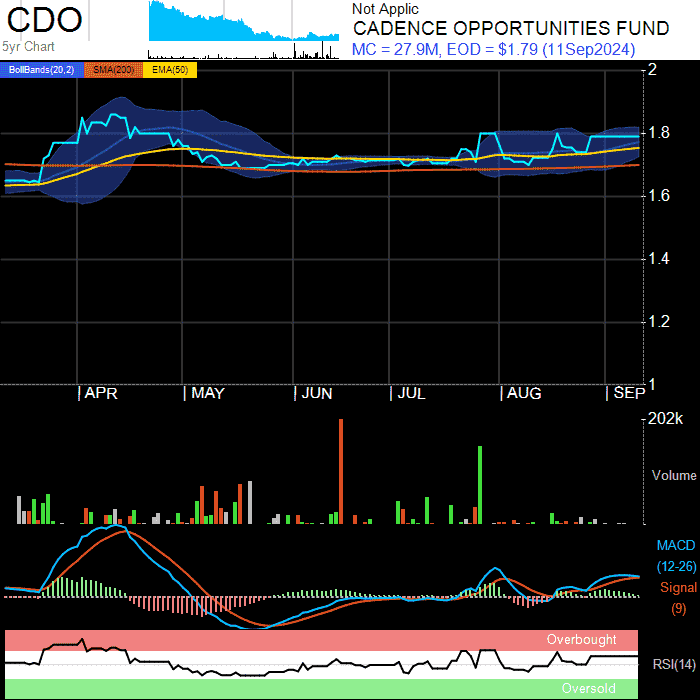 CDO
5yr Chart
Not Applic
CADENCE OPPORTUNITIES FUND
MC = 27.9M, EOD = $1.79 (11Sep2024)
BollBands(20,2) SMA(200) EMA(50)
2
1.8
1.6
1.4
1.2
1
APR MAY JUN JUL AUG SEP
202k
Volume
MACD
(12-26)
Signal
(9)
Overbought
RSI(14)
Oversold